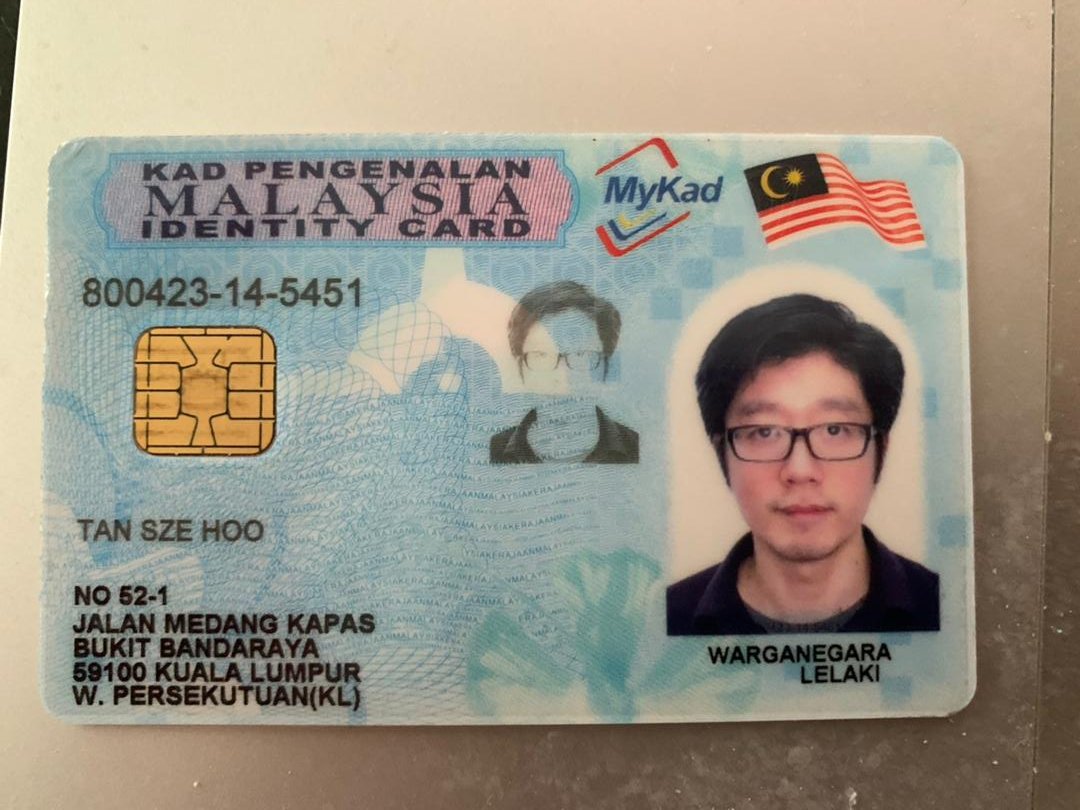 KAD PENGENALAN
MALAYSIA
IDENTITY CARD
MyKad
800423-14-5451
TAN SZE HOO
NO 52-1
JALAN MEDANG KAPAS
BUKIT BANDARAYA
59100 KUALA LUMPUR
W. PERSEKUTUAN(KL)
WARGANEGARA
LELAKI